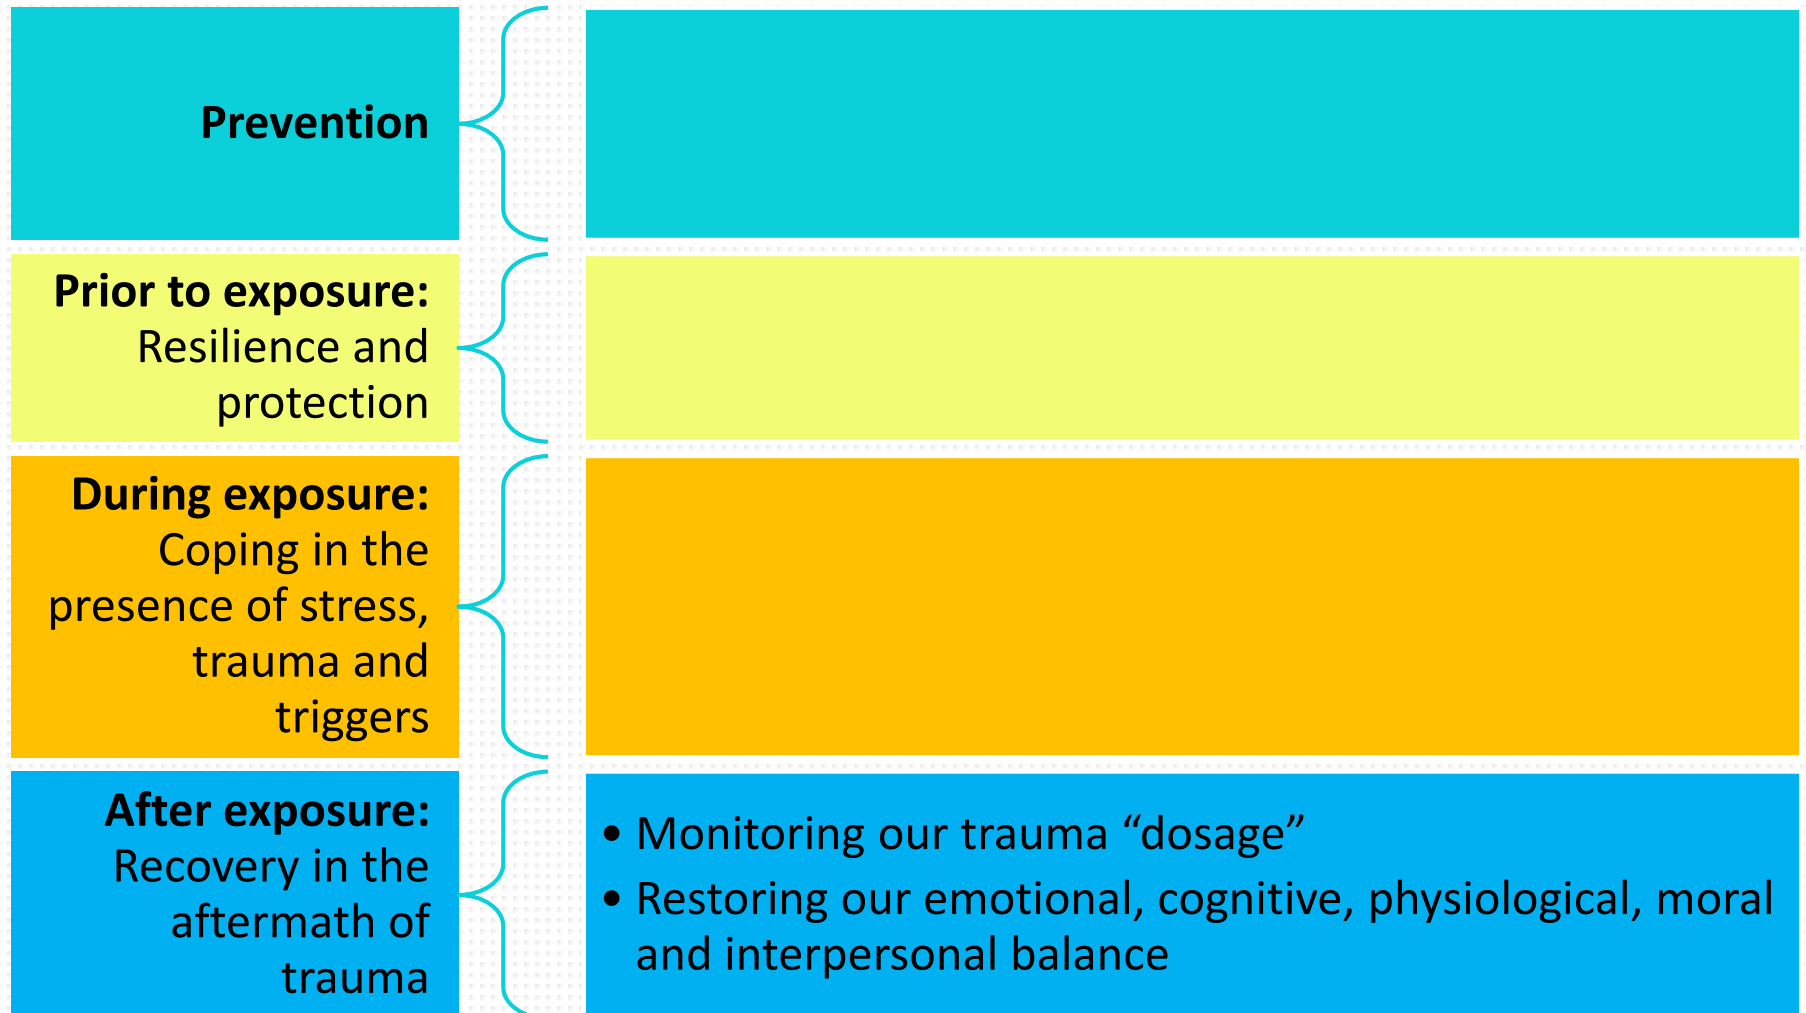 Prevention
Prior to exposure:
Resilience and
protection
During exposure:
Coping in the
presence of stress,
trauma and
triggers
After exposure:
Recovery in the
aftermath of
trauma
• Monitoring our trauma “dosage”
• Restoring our emotional, cognitive, physiological, moral
and interpersonal balance